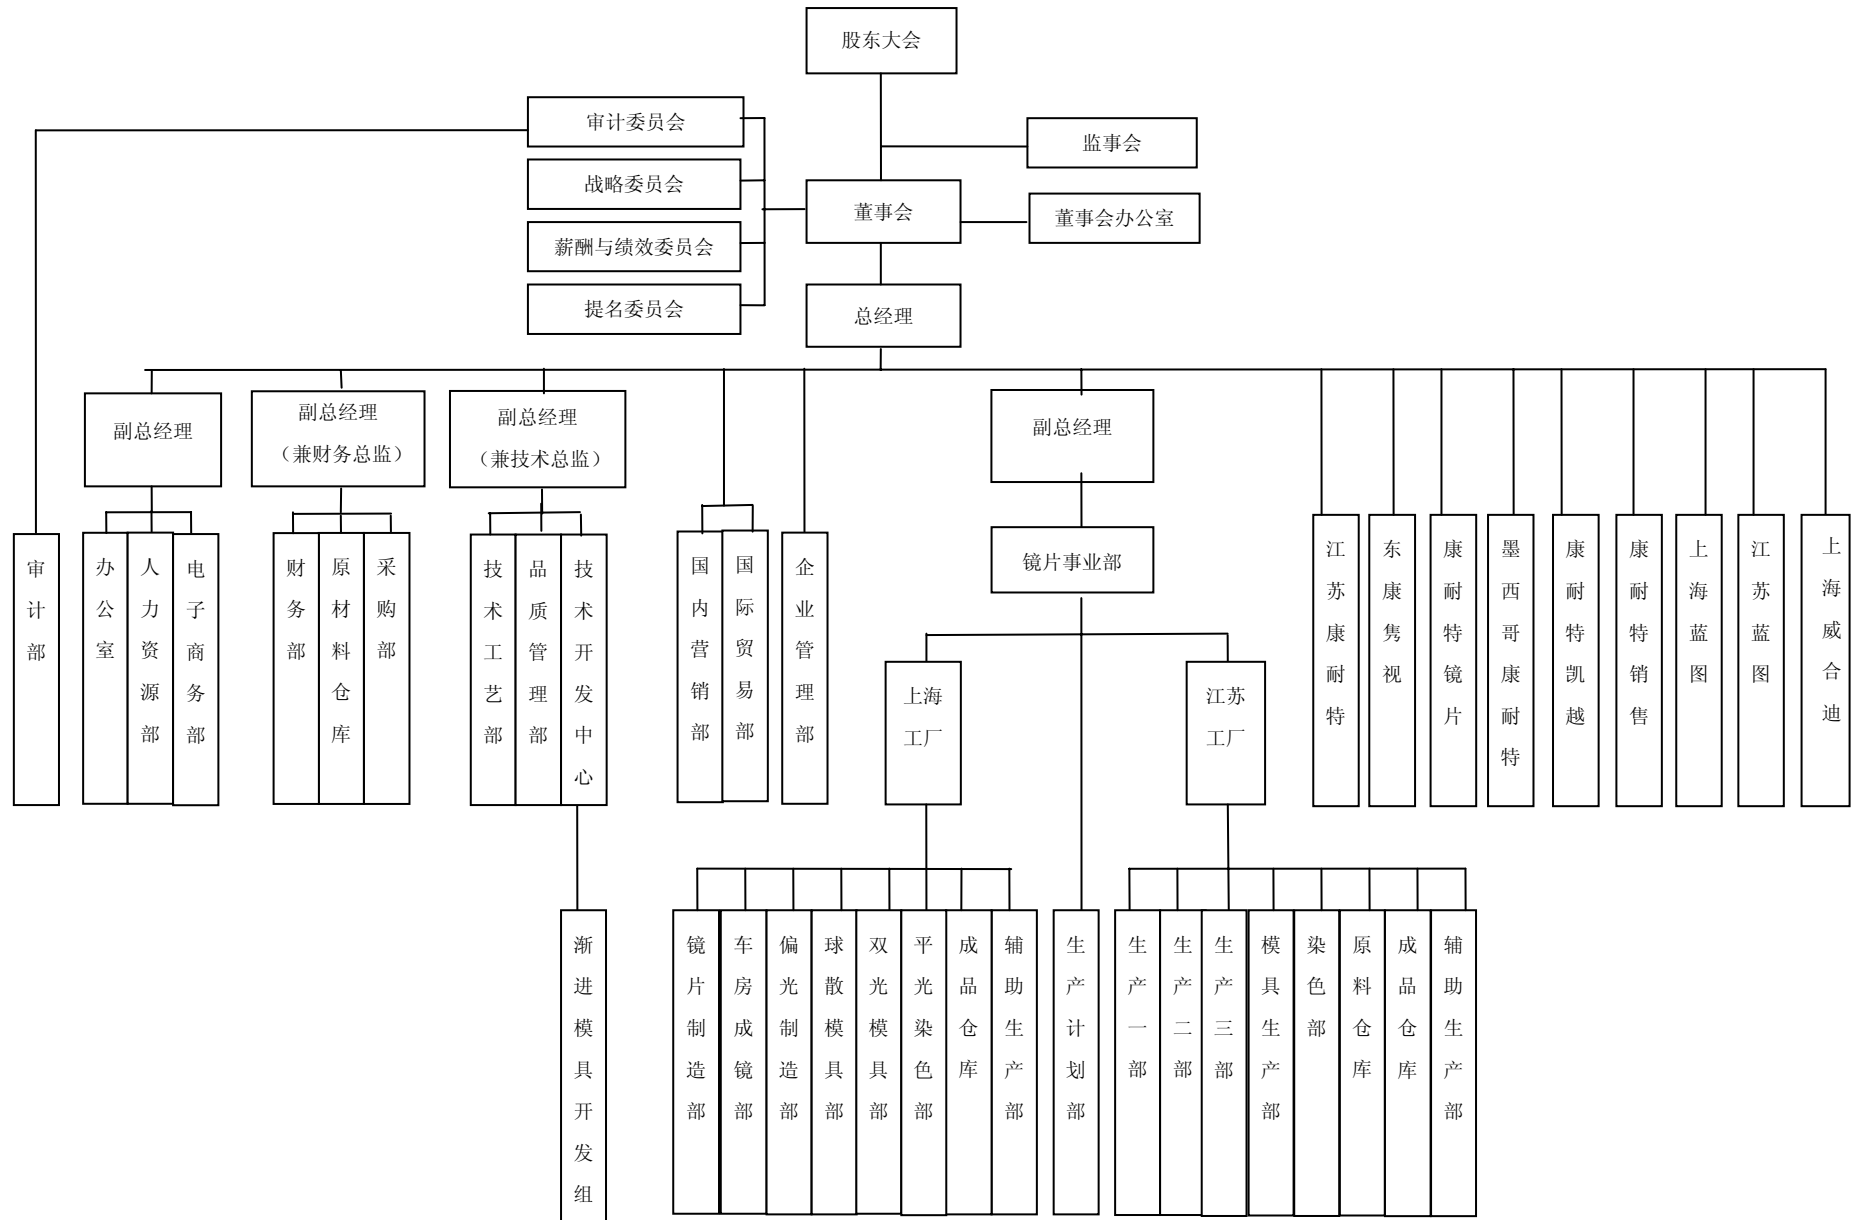 股东大会
审计委员会
监事会
战略委员会
董事会
董事会办公室
薪酬与绩效委员会
提名委员会
总经理
副总经理
副总经理
（兼财务总监）
副总经理
（兼技术总监）
副总经理
镜片事业部
审计部
办公室
人力资源部
电子商务部
财务部
原材料仓库
采购部
技术工艺部
品质管理部
技术开发中心
国内营销部
国际贸易部
企业管理部
上海
工厂
江苏
工厂
江苏康耐特
东康隽视
康耐特镜片
墨西哥康耐特
康耐特凯越
康耐特销售
上海蓝图
江苏蓝图
上海威合迪
渐进模具开发组
镜片制造部
车房成镜部
偏光制造部
球散模具部
双光模具部
平光染色部
成品仓库
辅助生产部
生产计划部
生产一部
生产二部
生产三部
模具生产部
染色部
原料仓库
成品仓库
辅助生产部